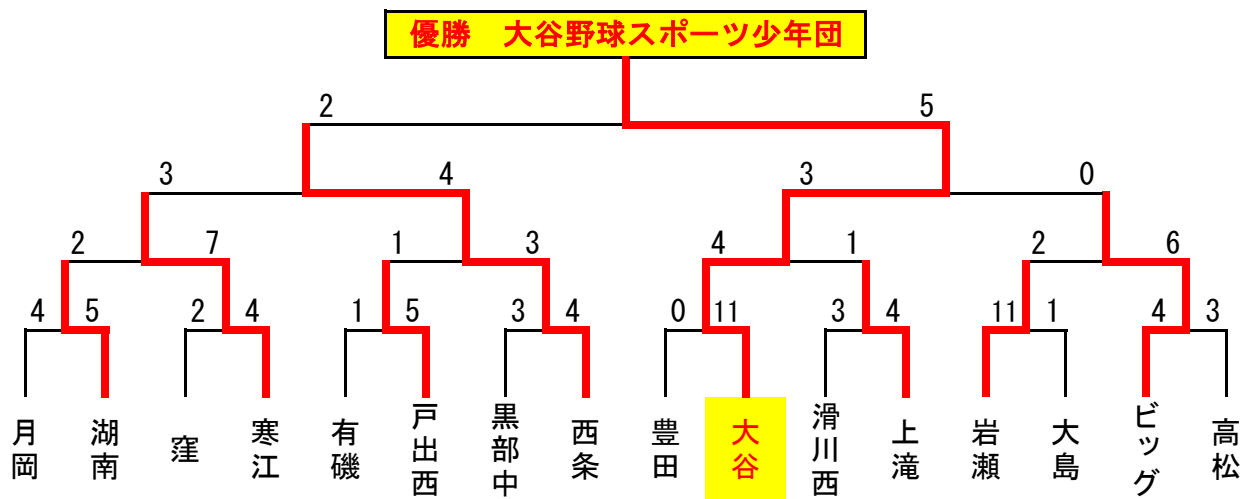 優勝　大谷野球スポーツ少年団
2 5
3 4 3 0
2 7 1 3 4 1 2 6
4 5 2 4 1 5 3 4 0 11 3 4 11 1 4 3
月岡
湖南
窪
寒江
有磯
戸出西
黒部中
西条
豊田
大谷
滑川西
上滝
岩瀬
大島
ビッグ
高松